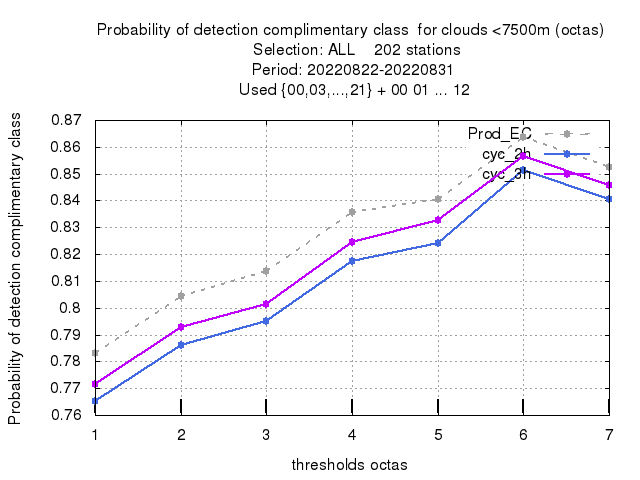 Probability of detection complimentary class  for clouds <7500m (octas)
Selection: ALL    202 stations
Period: 20220822-20220831
Used {00,03,...,21} + 00 01 ... 12
Probability of detection complimentary class
0.87
0.86
0.85
0.84
0.83
0.82
0.81
0.8
0.79
0.78
0.77
0.76
Prod_EC
cyc_2h
cyc_3h
1 2 3 4 5 6 7
thresholds octas